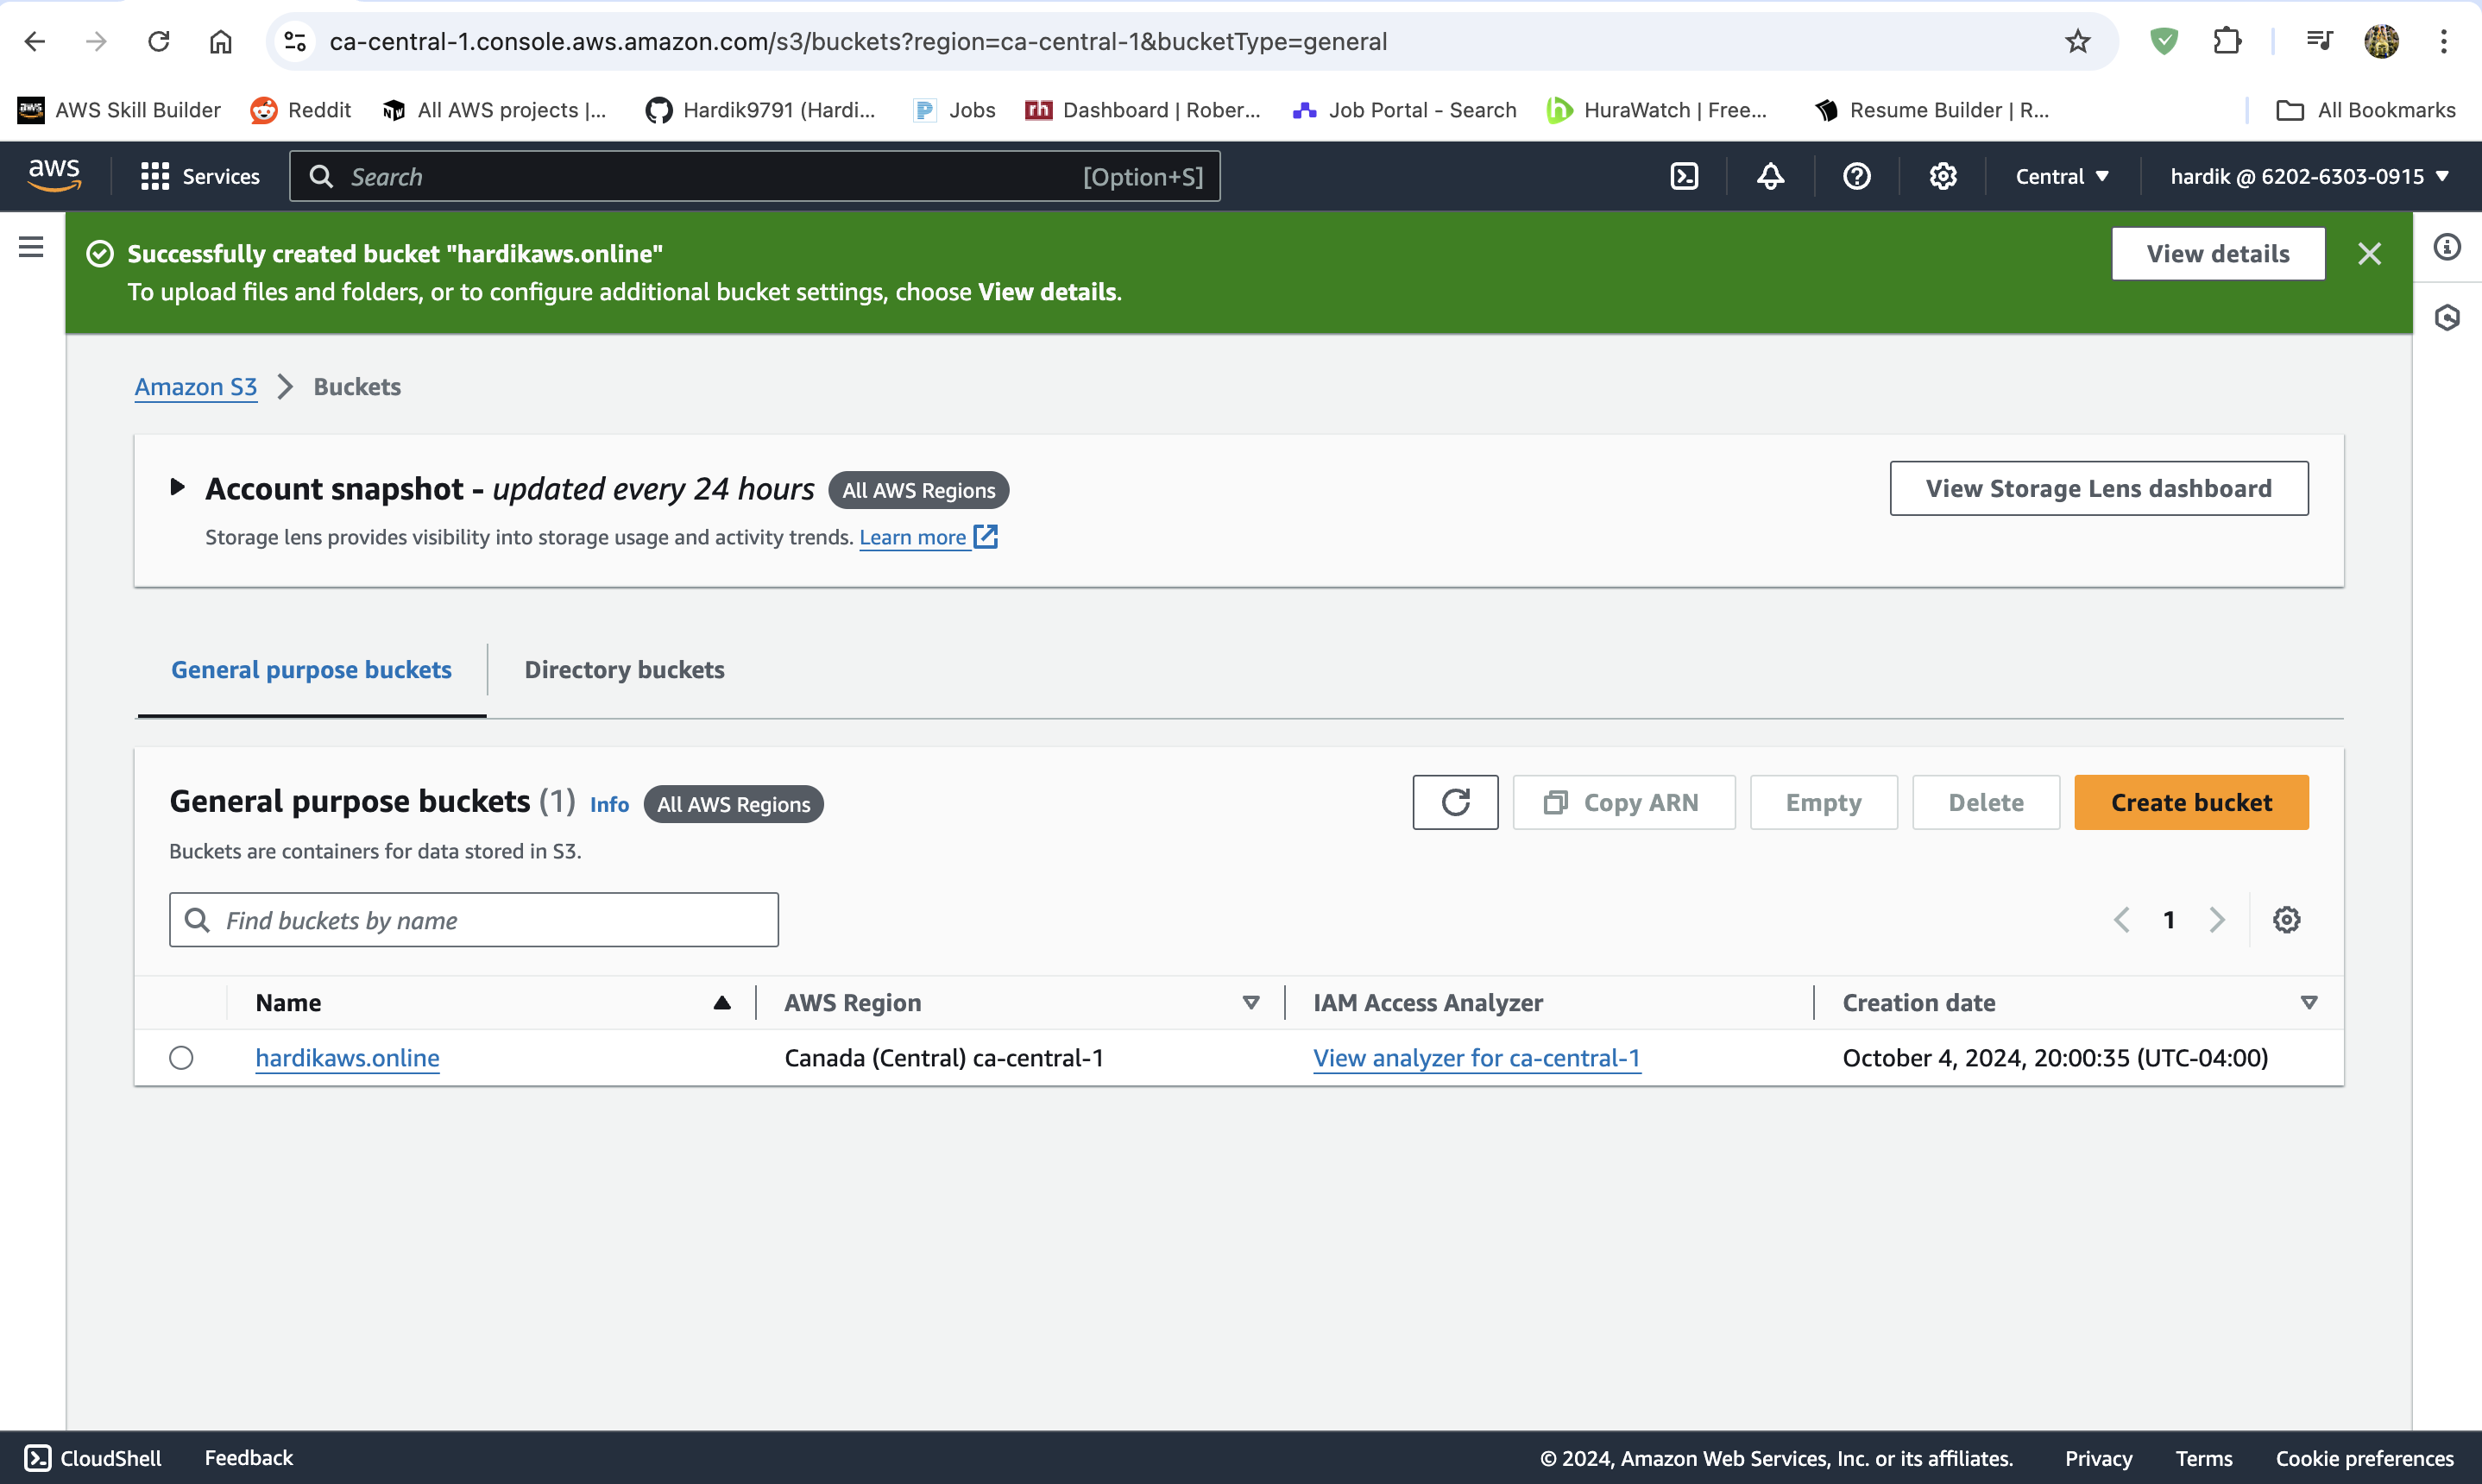 ca-central-1.console.aws.amazon.com/s3/buckets?region=ca-central-1&bucketType=general
aws AWS Skill Builder Reddit NW All AWS projects |... Hardik9791 (Hardi... P Jobs rh Dashboard | Rober... Job Portal - Search h HuraWatch | Free... Resume Builder | R... All Bookmarks
aws Services Search [Option+S] Central hardik @ 6202-6303-0915
Successfully created bucket "hardikaws.online"
To upload files and folders, or to configure additional bucket settings, choose View details.
View details
Amazon S3 Buckets
Account snapshot - updated every 24 hours All AWS Regions
Storage lens provides visibility into storage usage and activity trends. Learn more
View Storage Lens dashboard
General purpose buckets Directory buckets
General purpose buckets (1) Info All AWS Regions
Copy ARN Empty Delete Create bucket
Buckets are containers for data stored in S3.
Find buckets by name
1
Name AWS Region IAM Access Analyzer Creation date
hardikaws.online Canada (Central) ca-central-1 View analyzer for ca-central-1 October 4, 2024, 20:00:35 (UTC-04:00)
CloudShell Feedback © 2024, Amazon Web Services, Inc. or its affiliates. Privacy Terms Cookie preferences